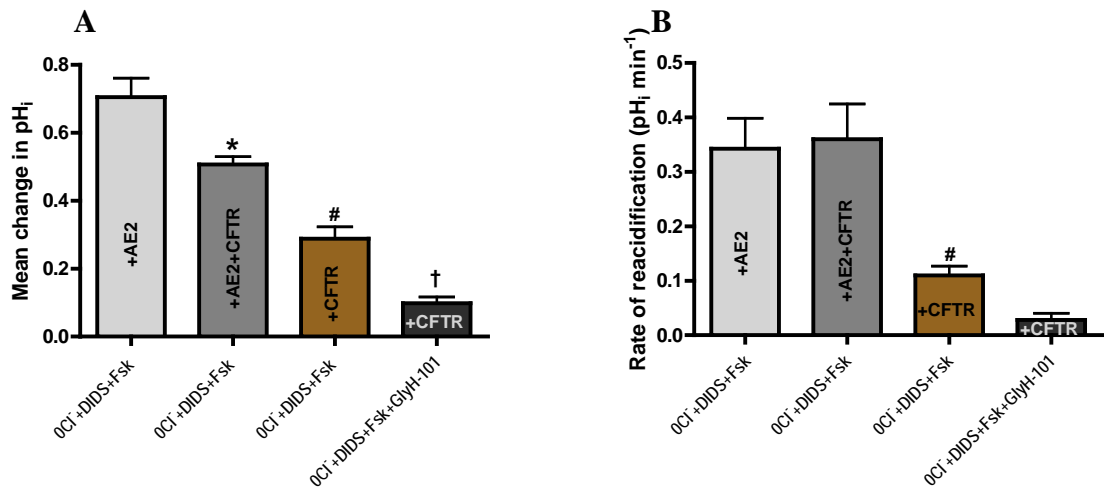 A
Mean change in pHᵢ
0.8
0.6
0.4
0.2
0.0
*
#
†
+AE2
+AE2+CFTR
+CFTR
+CFTR
0Cl⁻+DIDS+Fsk
0Cl⁻+DIDS+Fsk
0Cl⁻+DIDS+Fsk
0Cl⁻+DIDS+Fsk+GlyH-101
B
Rate of reacidification (pHᵢ min⁻¹)
0.5
0.4
0.3
0.2
0.1
0.0
#
+AE2
+AE2+CFTR
+CFTR
+CFTR
0Cl⁻+DIDS+Fsk
0Cl⁻+DIDS+Fsk
0Cl⁻+DIDS+Fsk
0Cl⁻+DIDS+Fsk+GlyH-101